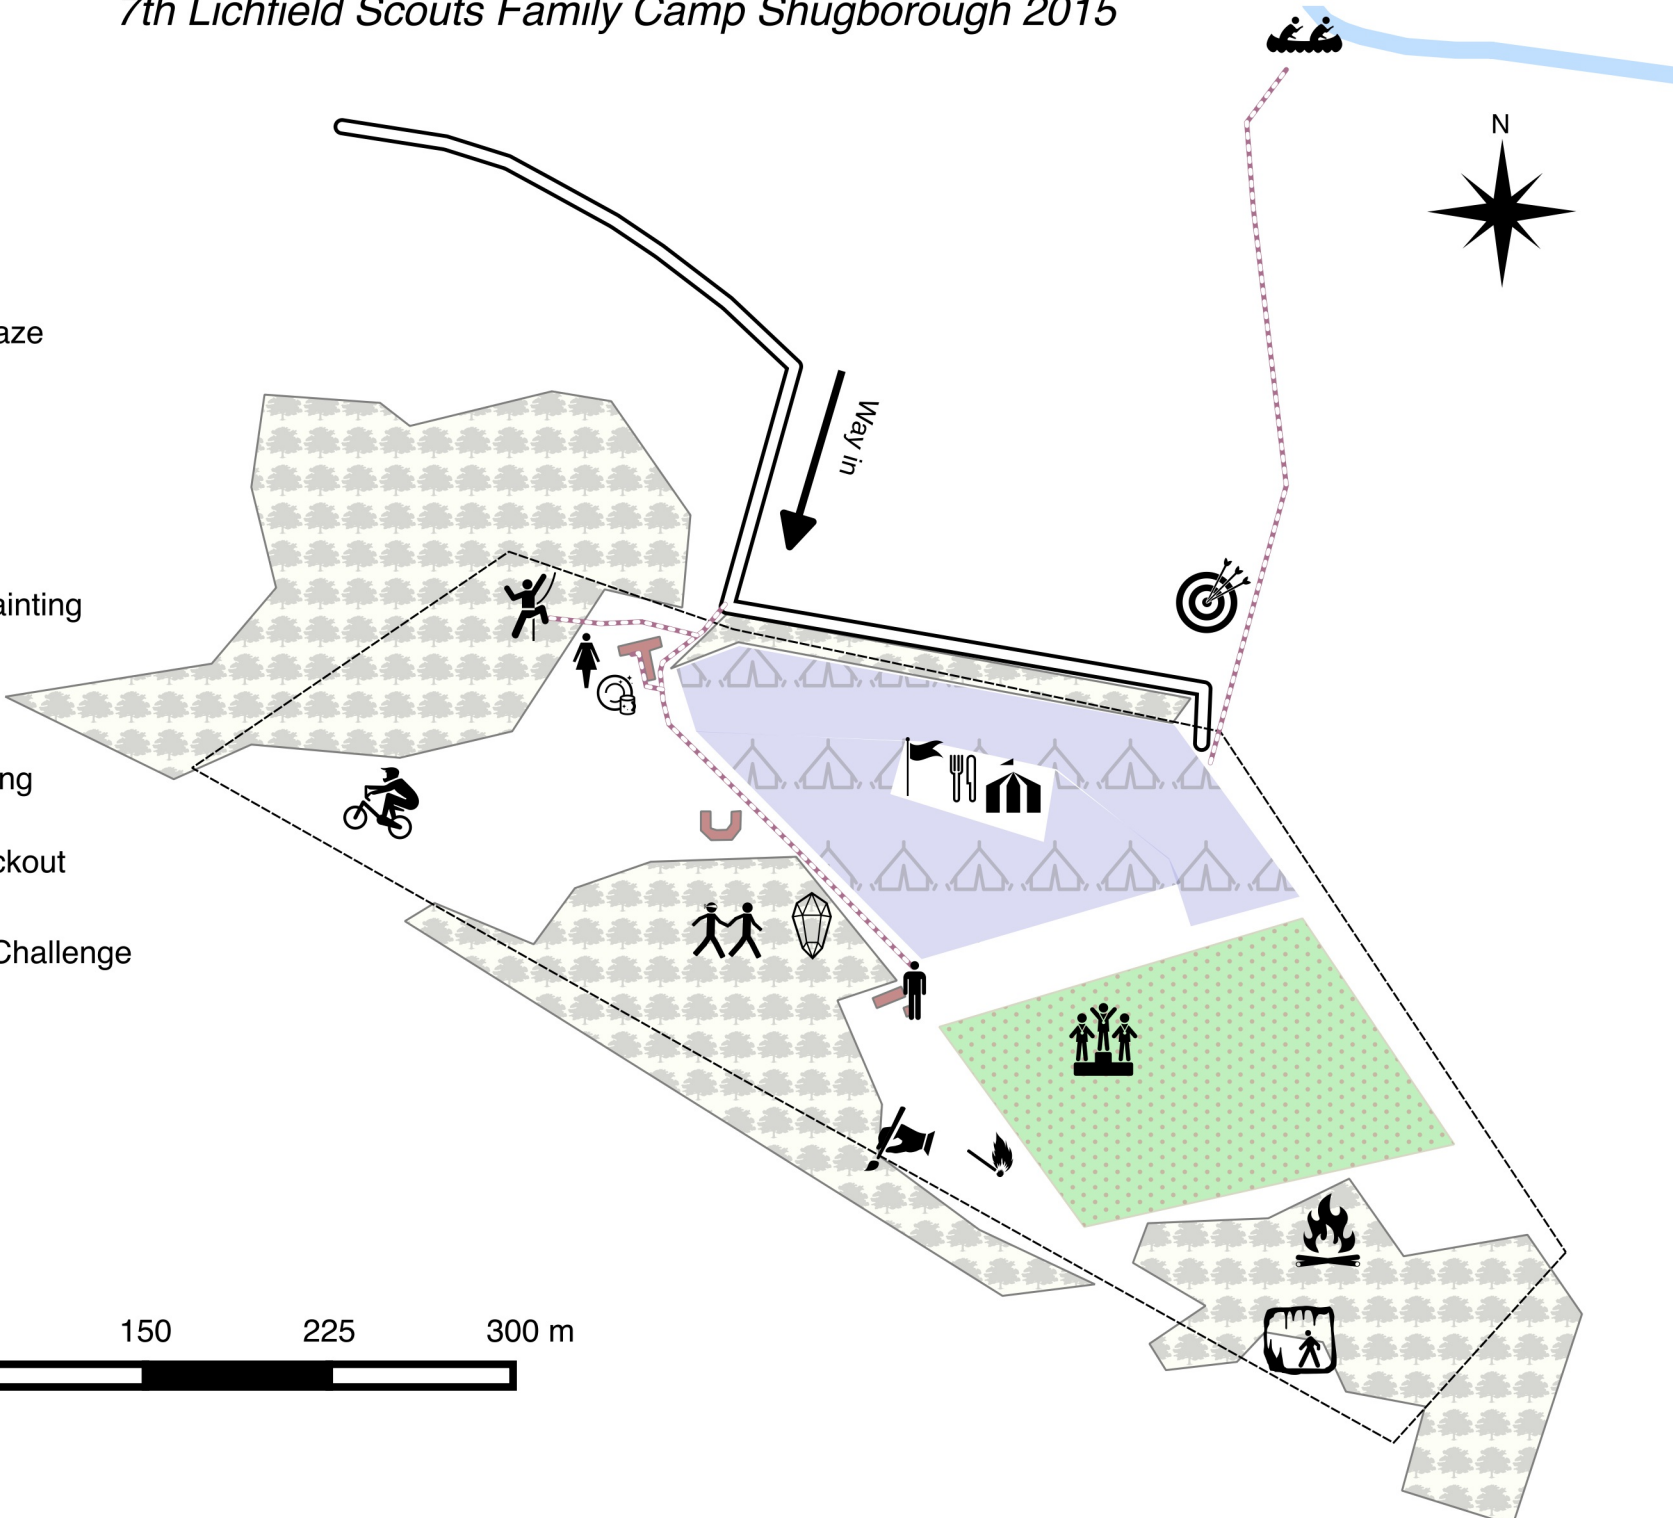 7th Lichfield Scouts Family Camp Shugborough 2015
N
aze
Way in
ainting
ng
ckout
Challenge
150 225 300 m